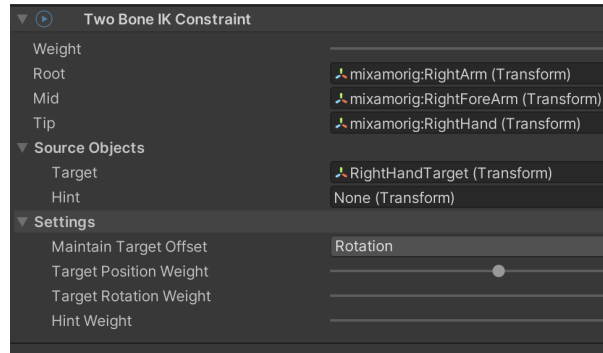 Two Bone IK Constraint
Weight
Root mixamorig:RightArm (Transform)
Mid mixamorig:RightForeArm (Transform)
Tip mixamorig:RightHand (Transform)
Source Objects
Target RightHandTarget (Transform)
Hint None (Transform)
Settings
Maintain Target Offset Rotation
Target Position Weight
Target Rotation Weight
Hint Weight